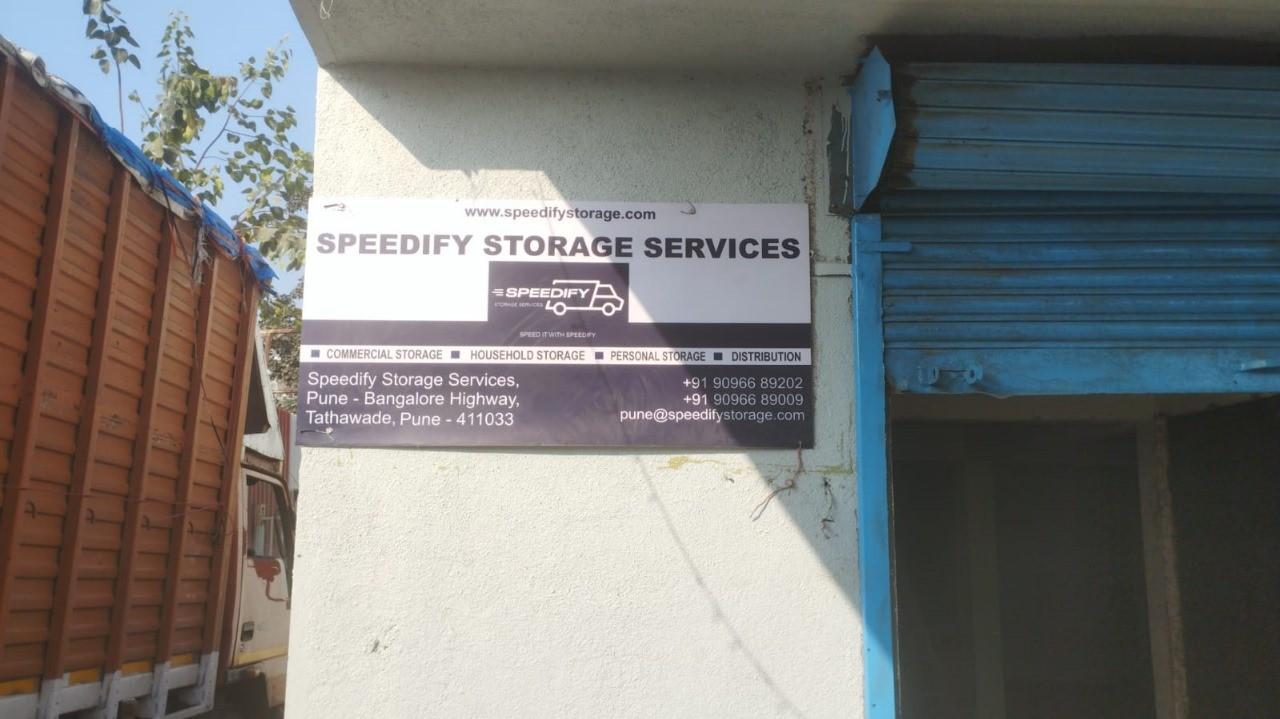 www.speedifystorage.com
SPEEDIFY STORAGE SERVICES
SPEEDIFY
STORAGE SERVICES
SPEED IT WITH SPEEDIFY
COMMERCIAL STORAGE HOUSEHOLD STORAGE PERSONAL STORAGE DISTRIBUTION
Speedify Storage Services,
Pune - Bangalore Highway,
Tathawade, Pune - 411033
+91 90966 89202
+91 90966 89009
pune@speedifystorage.com